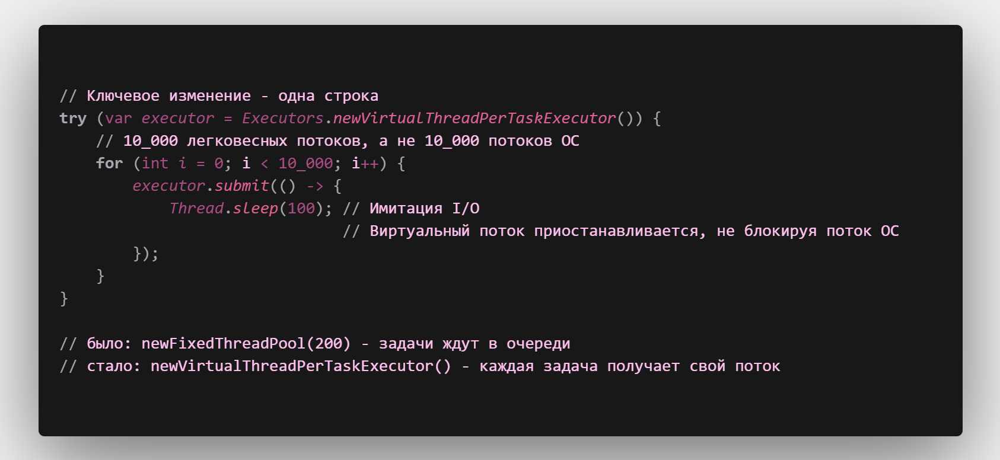 // Ключевое изменение - одна строка
try (var executor = Executors.newVirtualThreadPerTaskExecutor()) {
    // 10_000 легковесных потоков, а не 10_000 потоков ОС
    for (int i = 0; i < 10_000; i++) {
        executor.submit(() -> {
            Thread.sleep(100); // Имитация I/O
                               // Виртуальный поток приостанавливается, не блокируя поток ОС
        });
    }
}
// было: newFixedThreadPool(200) - задачи ждут в очереди
// стало: newVirtualThreadPerTaskExecutor() - каждая задача получает свой поток